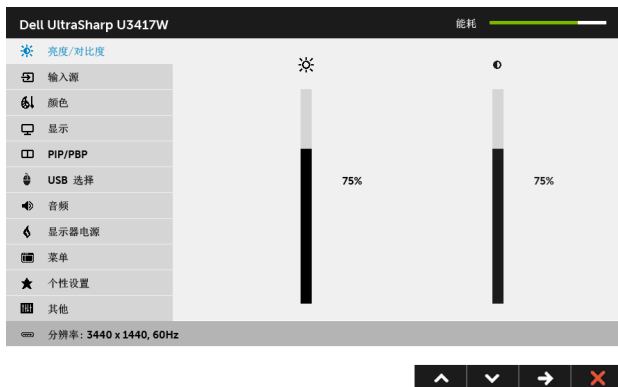 Dell UltraSharp U3417W
能耗
亮度/对比度
输入源
颜色
显示
PIP/PBP
USB 选择
音频
显示器电源
菜单
个性设置
其他
75%
75%
分辨率: 3440 x 1440, 60Hz